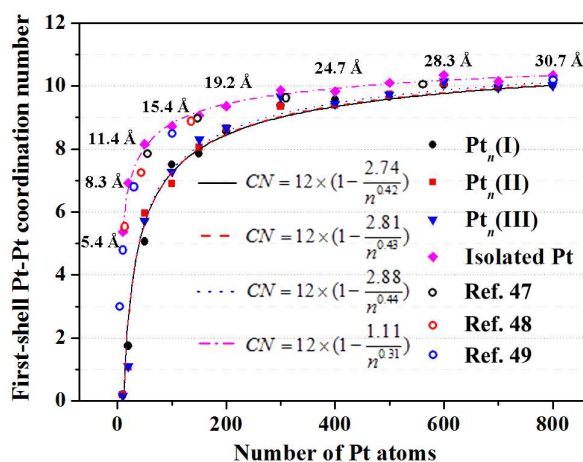 First-shell Pt-Pt coordination number
12
10
8
6
4
2
0
5.4 Å
8.3 Å
11.4 Å
15.4 Å
19.2 Å
24.7 Å
28.3 Å
30.7 Å
CN = 12×(1−2.74/n^0.42)
CN = 12×(1−2.81/n^0.43)
CN = 12×(1−2.88/n^0.44)
CN = 12×(1−1.11/n^0.31)
Ptn(I)
Ptn(II)
Ptn(III)
Isolated Pt
Ref. 47
Ref. 48
Ref. 49
0 200 400 600 800
Number of Pt atoms